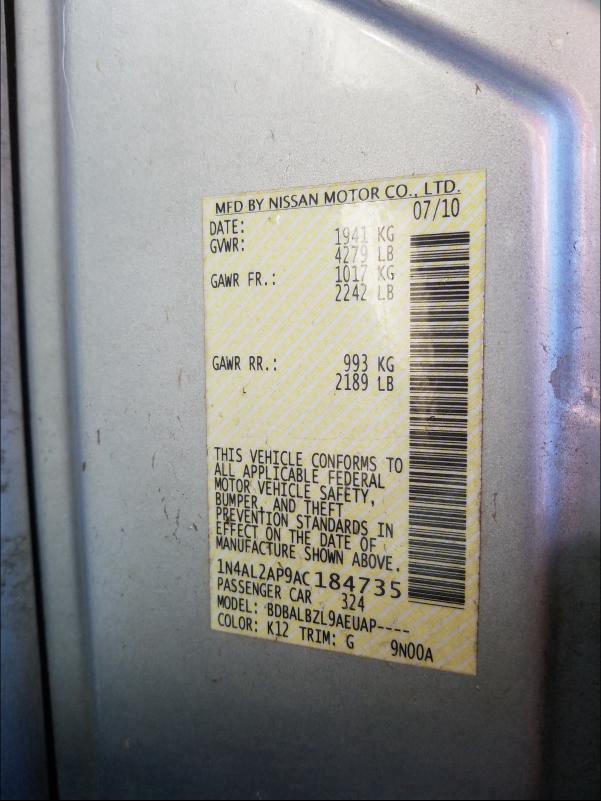 MFD BY NISSAN MOTOR CO., LTD.
DATE: 07/10
GVWR: 1941 KG
4279 LB
GAWR FR.: 1017 KG
2242 LB
GAWR RR.: 993 KG
2189 LB
THIS VEHICLE CONFORMS TO
ALL APPLICABLE FEDERAL
MOTOR VEHICLE SAFETY,
BUMPER, AND THEFT
PREVENTION STANDARDS IN
EFFECT ON THE DATE OF
MANUFACTURE SHOWN ABOVE.
1N4AL2AP9AC184735
PASSENGER CAR 324
MODEL: BDBALBZL9AEUAP----
COLOR: K12 TRIM: G 9N00A